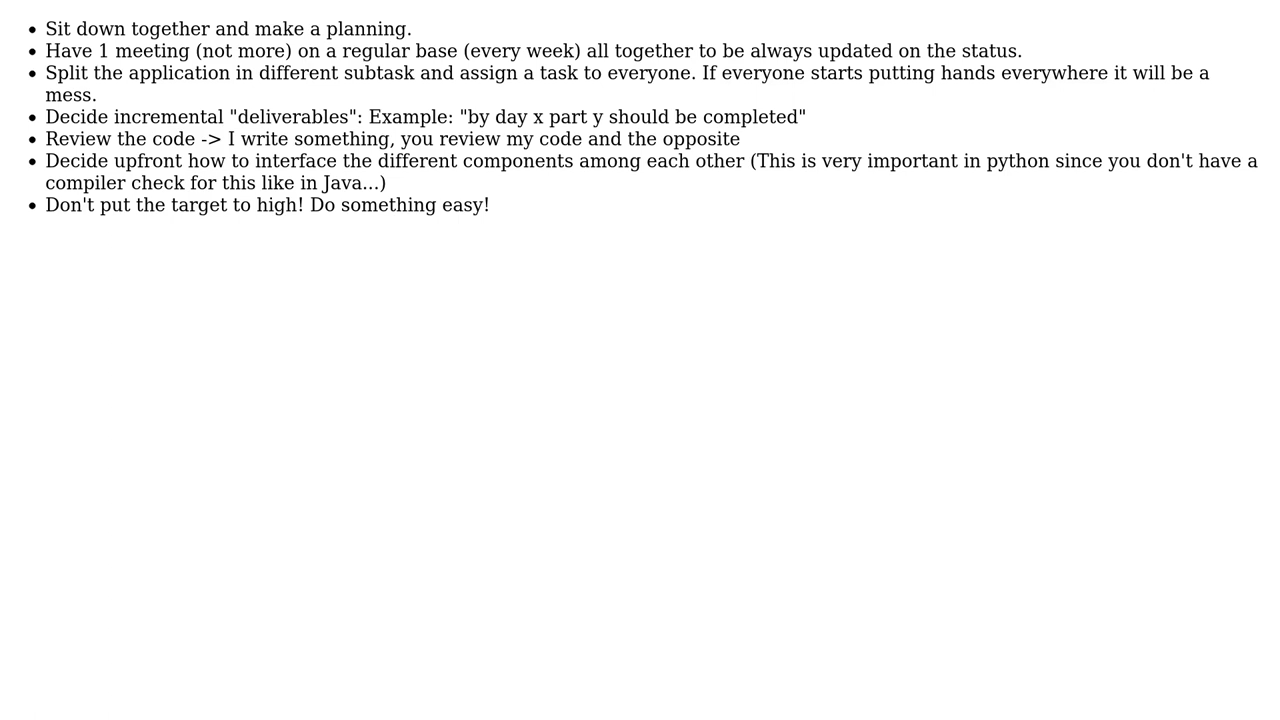 • Sit down together and make a planning.
• Have 1 meeting (not more) on a regular base (every week) all together to be always updated on the status.
• Split the application in different subtask and assign a task to everyone. If everyone starts putting hands everywhere it will be a
mess.
• Decide incremental "deliverables": Example: "by day x part y should be completed"
• Review the code -> I write something, you review my code and the opposite
• Decide upfront how to interface the different components among each other (This is very important in python since you don't have a
compiler check for this like in Java...)
• Don't put the target to high! Do something easy!